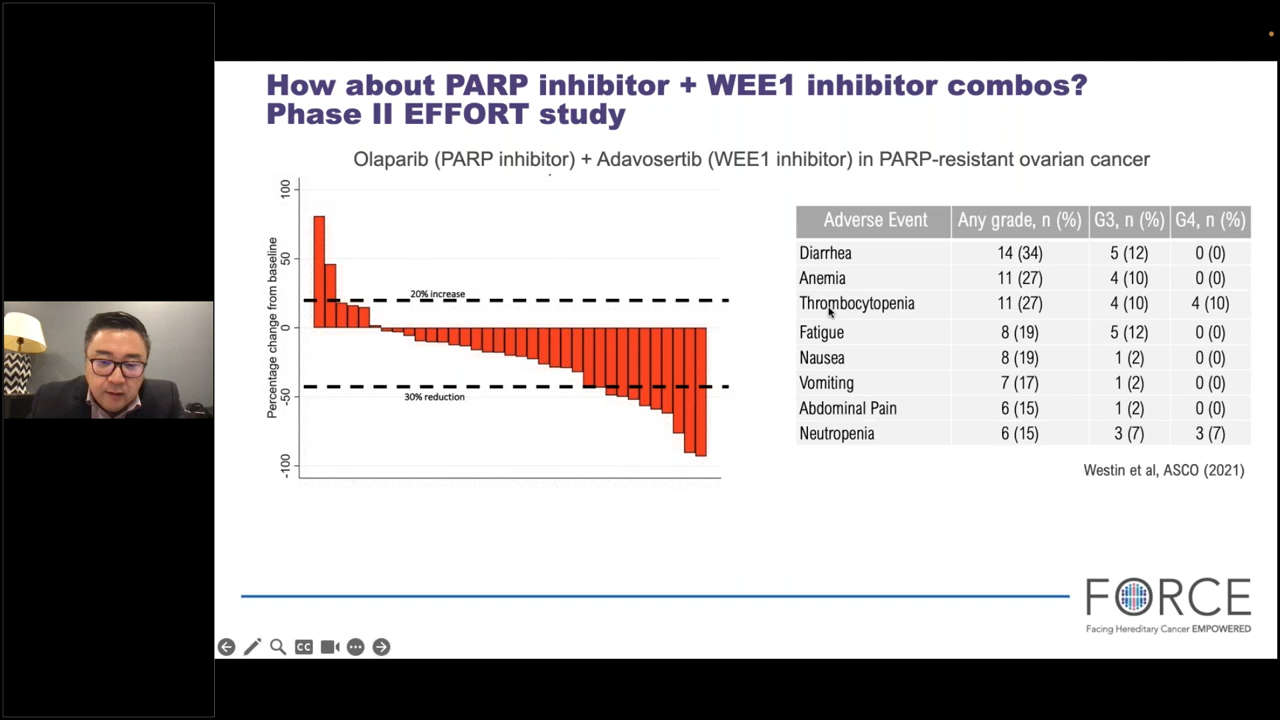 How about PARP inhibitor + WEE1 inhibitor combos?
Phase II EFFORT study
Olaparib (PARP inhibitor) + Adavosertib (WEE1 inhibitor) in PARP-resistant ovarian cancer
Percentage change from baseline
100
50
0
-50
-100
20% increase
30% reduction
Adverse Event Any grade, n (%) G3, n (%) G4, n (%)
Diarrhea 14 (34) 5 (12) 0 (0)
Anemia 11 (27) 4 (10) 0 (0)
Thrombocytopenia 11 (27) 4 (10) 4 (10)
Fatigue 8 (19) 5 (12) 0 (0)
Nausea 8 (19) 1 (2) 0 (0)
Vomiting 7 (17) 1 (2) 0 (0)
Abdominal Pain 6 (15) 1 (2) 0 (0)
Neutropenia 6 (15) 3 (7) 3 (7)
Westin et al, ASCO (2021)
FORCE
Facing Hereditary Cancer EMPOWERED
CC